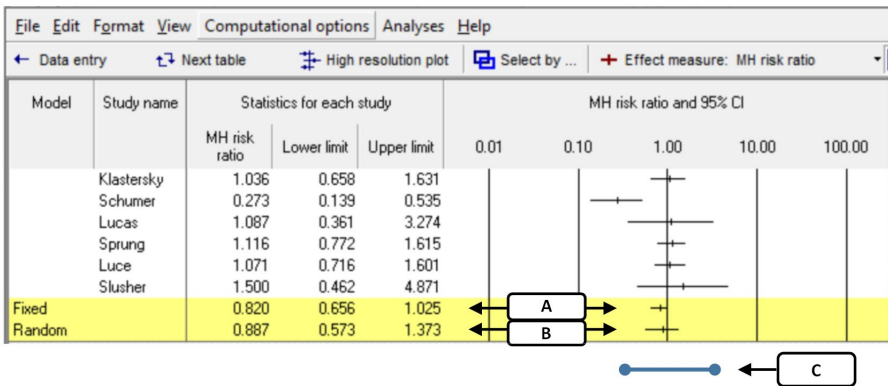 File Edit Format View Computational options Analyses Help
← Data entry Next table High resolution plot Select by ... Effect measure: MH risk ratio
Model Study name Statistics for each study MH risk ratio and 95% CI
MH risk ratio Lower limit Upper limit 0.01 0.10 1.00 10.00 100.00
Klastersky 1.036 0.658 1.631
Schumer 0.273 0.139 0.535
Lucas 1.087 0.361 3.274
Sprung 1.116 0.772 1.615
Luce 1.071 0.716 1.601
Slusher 1.500 0.462 4.871
Fixed 0.820 0.656 1.025 A
Random 0.887 0.573 1.373 B
C